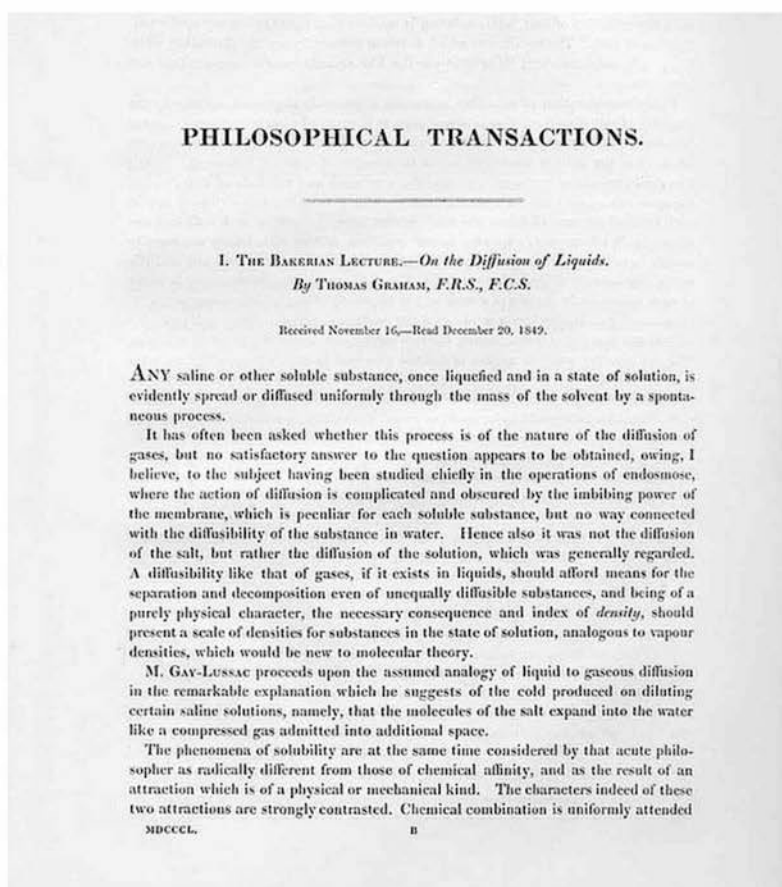 PHILOSOPHICAL TRANSACTIONS.
I. THE BAKERIAN LECTURE.—On the Diffusion of Liquids.
By THOMAS GRAHAM, F.R.S., F.C.S.
Received November 16,—Read December 20, 1849.
ANY saline or other soluble substance, once liquefied and in a state of solution, is
evidently spread or diffused uniformly through the mass of the solvent by a sponta-
neous process.
It has often been asked whether this process is of the nature of the diffusion of
gases, but no satisfactory answer to the question appears to be obtained, owing, I
believe, to the subject having been studied chiefly in the operations of endosmose,
where the action of diffusion is complicated and obscured by the imbibing power of
the membrane, which is peculiar for each soluble substance, but no way connected
with the diffusibility of the substance in water. Hence also it was not the diffusion
of the salt, but rather the diffusion of the solution, which was generally regarded.
A diffusibility like that of gases, if it exists in liquids, should afford means for the
separation and decomposition even of unequally diffusible substances, and being of a
purely physical character, the necessary consequence and index of density, should
present a scale of densities for substances in the state of solution, analogous to vapour
densities, which would be new to molecular theory.
M. GAY-LUSSAC proceeds upon the assumed analogy of liquid to gaseous diffusion
in the remarkable explanation which he suggests of the cold produced on diluting
certain saline solutions, namely, that the molecules of the salt expand into the water
like a compressed gas admitted into additional space.
The phenomena of solubility are at the same time considered by that acute philo-
sopher as radically different from those of chemical affinity, and as the result of an
attraction which is of a physical or mechanical kind. The characters indeed of these
two attractions are strongly contrasted. Chemical combination is uniformly attended
MDCCCL. B